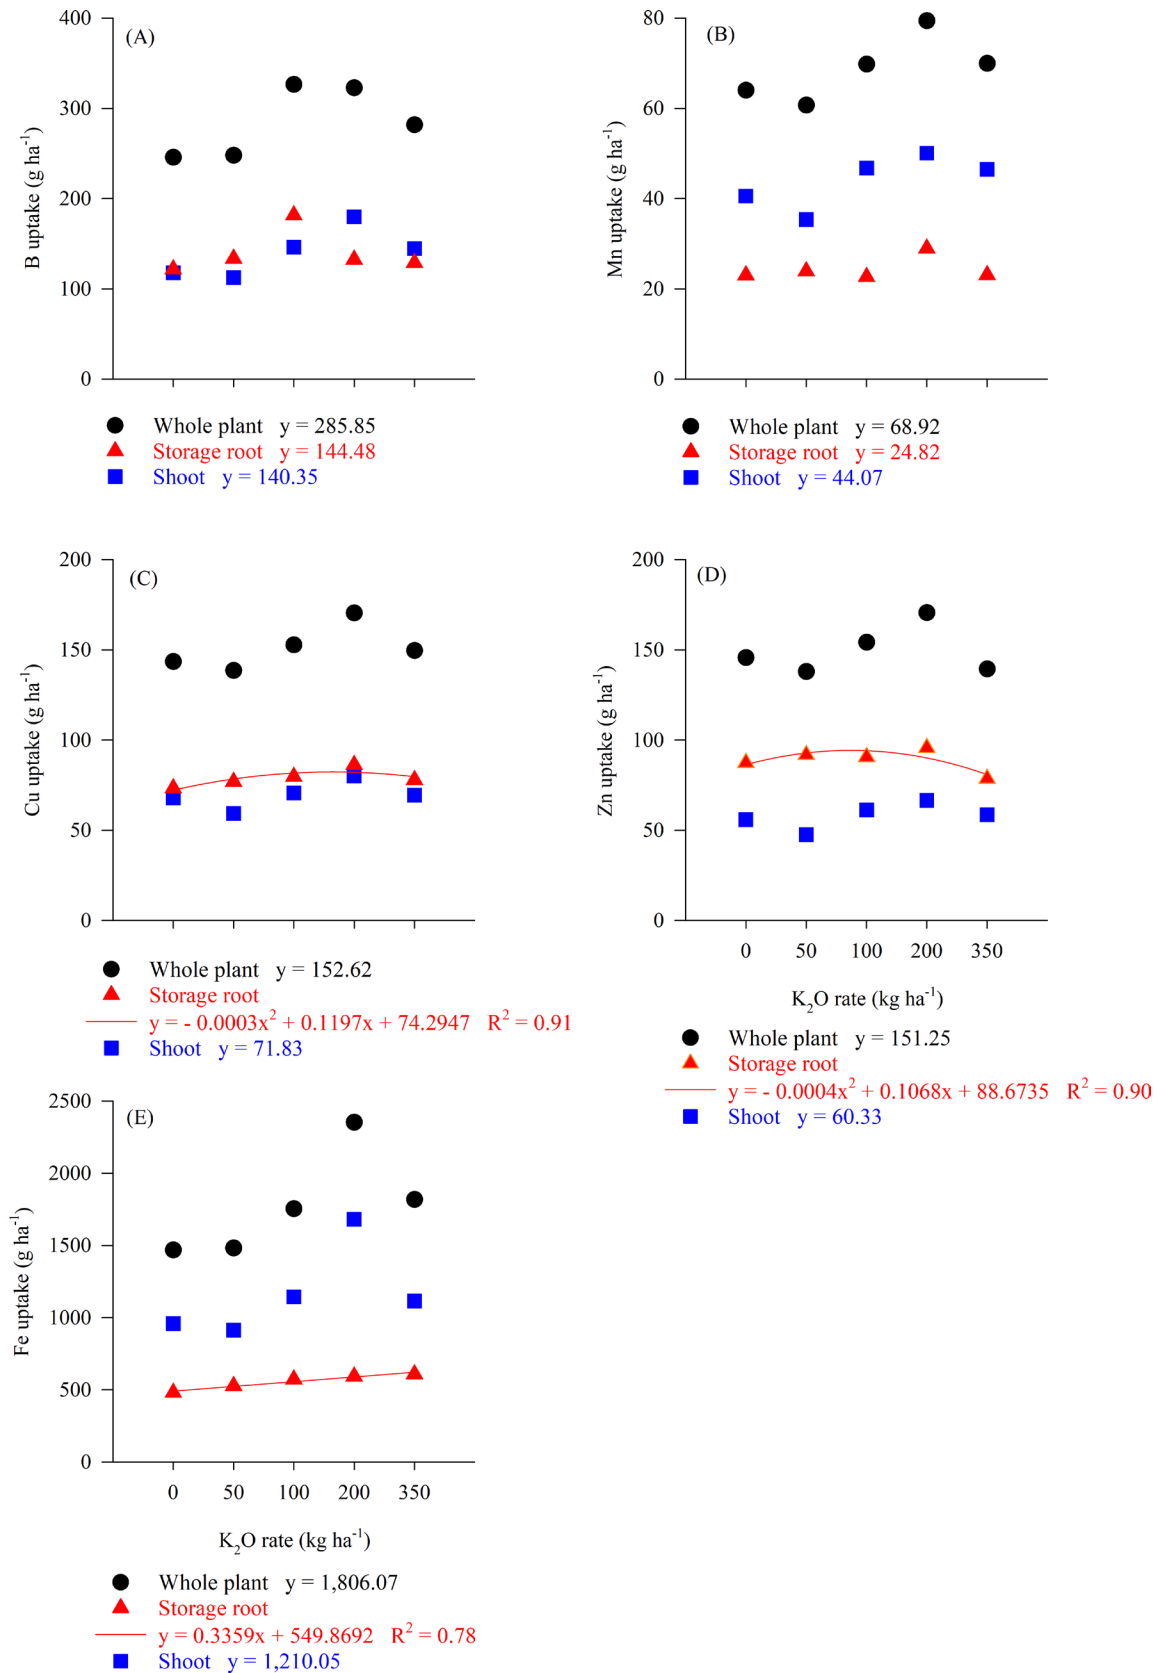 (A)
B uptake (g ha⁻¹)
400
300
200
100
0
Whole plant y = 285.85
Storage root y = 144.48
Shoot y = 140.35
(B)
Mn uptake (g ha⁻¹)
80
60
40
20
0
Whole plant y = 68.92
Storage root y = 24.82
Shoot y = 44.07
(C)
Cu uptake (g ha⁻¹)
200
150
100
50
0
Whole plant y = 152.62
Storage root
y = - 0.0003x² + 0.1197x + 74.2947 R² = 0.91
Shoot y = 71.83
(D)
Zn uptake (g ha⁻¹)
200
150
100
50
0
0 50 100 200 350
K₂O rate (kg ha⁻¹)
Whole plant y = 151.25
Storage root
y = - 0.0004x² + 0.1068x + 88.6735 R² = 0.90
Shoot y = 60.33
(E)
Fe uptake (g ha⁻¹)
2500
2000
1500
1000
500
0
0 50 100 200 350
K₂O rate (kg ha⁻¹)
Whole plant y = 1,806.07
Storage root
y = 0.3359x + 549.8692 R² = 0.78
Shoot y = 1,210.05